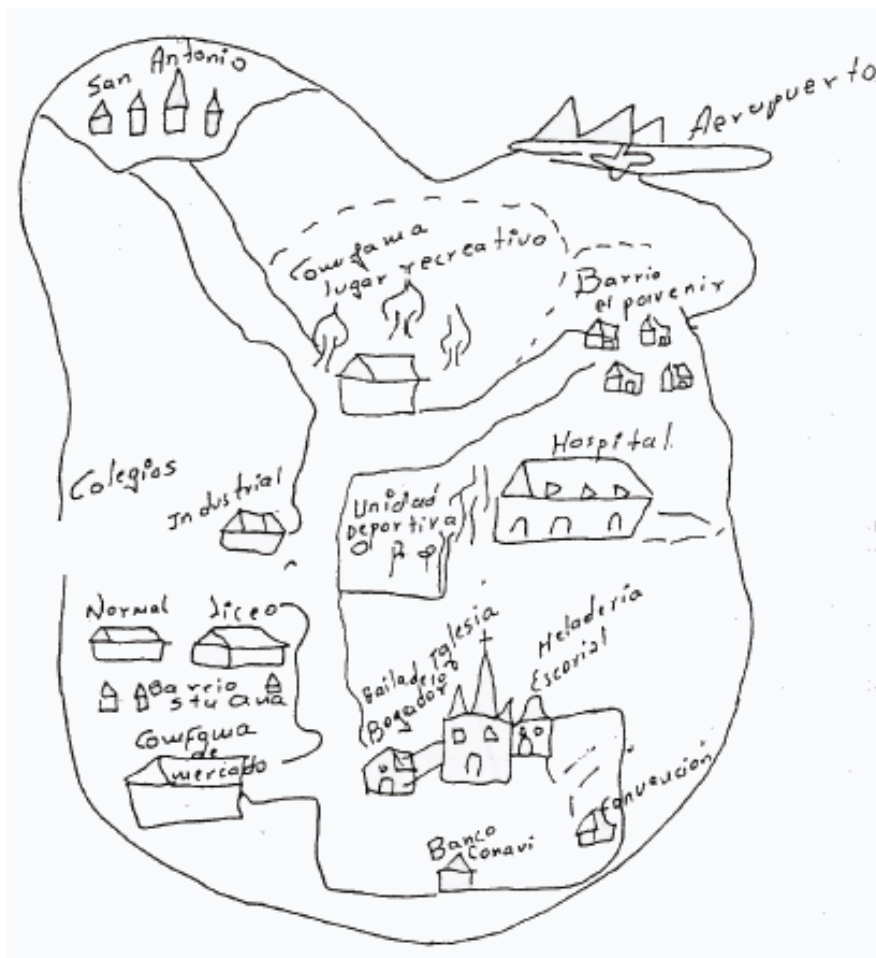 San Antonio
Aeropuerto
Comfama
lugar recreativo
Barrio
el porvenir
Hospital
Colegios
Industrial
Unidad
Deportiva
Normal
Liceo
Barrio
sta Ana
Comfama
de
mercado
Bailadero
Bogador
Iglesia
Heladería
Escorial
Convención
Banco
Conavi